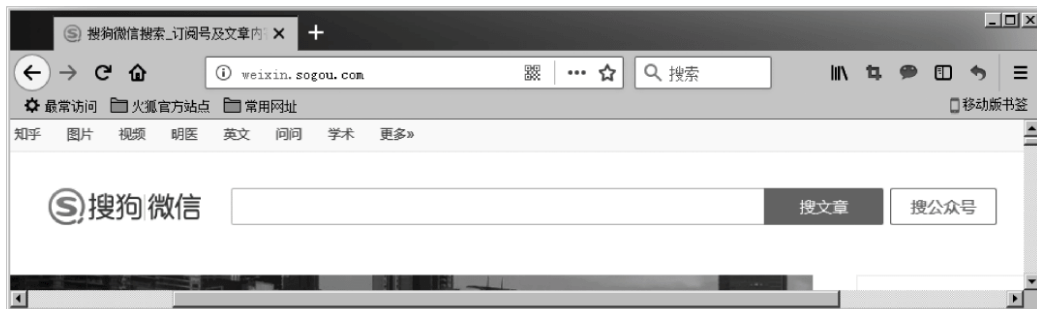 搜狗微信搜索_订阅号及文章内
weixin.sogou.com
搜索
最常访问 火狐官方站点 常用网址 移动版书签
知乎 图片 视频 明医 英文 问问 学术 更多»
搜狗 微信 搜文章 搜公众号